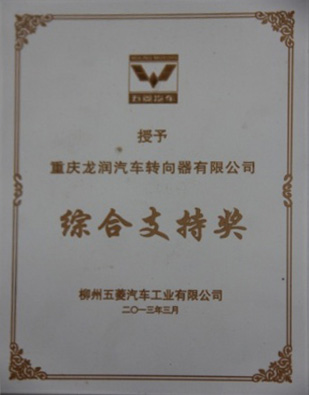 五菱汽车
授予
重庆龙润汽车转向器有限公司
综合支持奖
柳州五菱汽车工业有限公司
二〇一三年三月